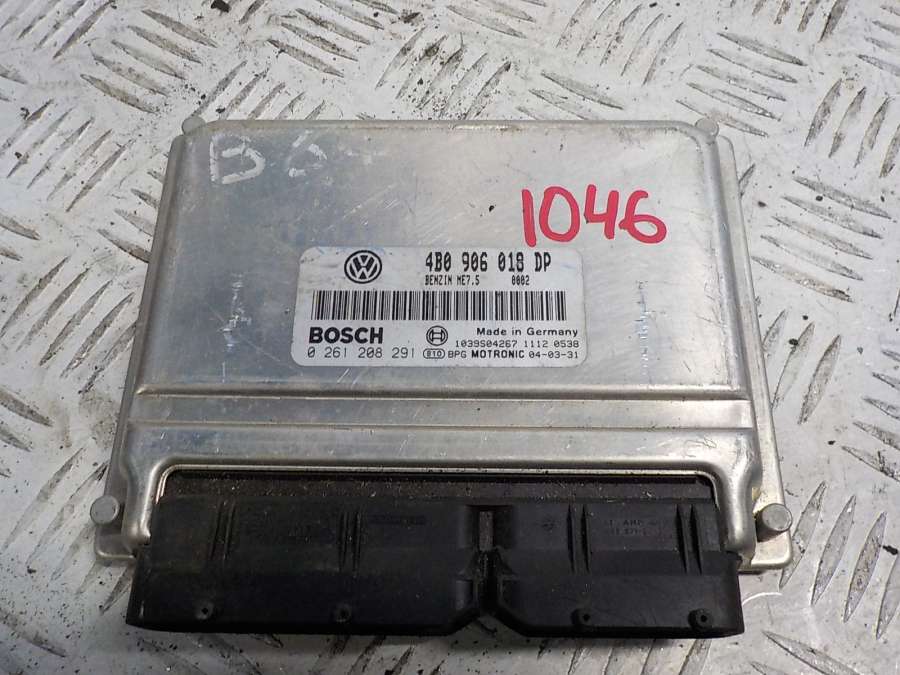 1046
4B0 906 018 DP
BENZIN ME7.5 0002
BOSCH
Made in Germany
1039S04267 1112 0538
0 261 208 291 810 BPG MOTRONIC 04-03-31